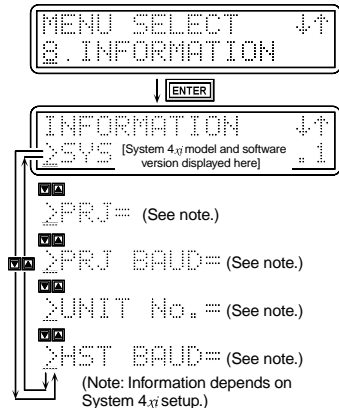 MENU SELECT ↓↑
8.INFORMATION
ENTER
INFORMATION ↓↑
>SYS [System 4xi model and software version displayed here] .1
>PRJ= (See note.)
>PRJ BAUD= (See note.)
>UNIT No.= (See note.)
>HST BAUD= (See note.)
(Note: Information depends on
System 4xi setup.)